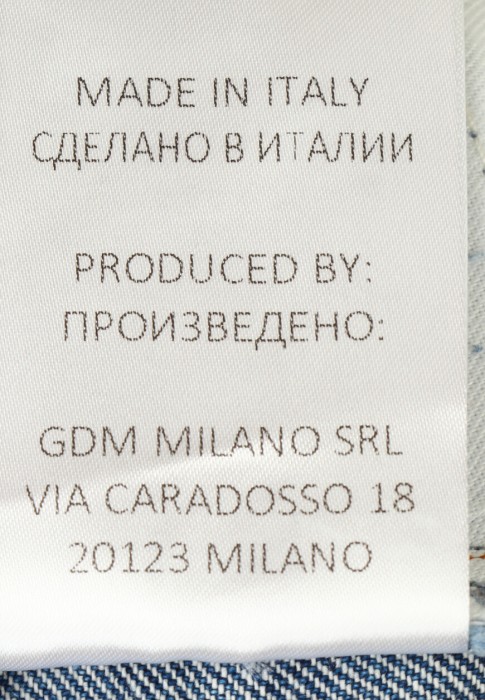 MADE IN ITALY
СДЕЛАНО В ИТАЛИИ
PRODUCED BY:
ПРОИЗВЕДЕНО:
GDM MILANO SRL
VIA CARADOSSO 18
20123 MILANO